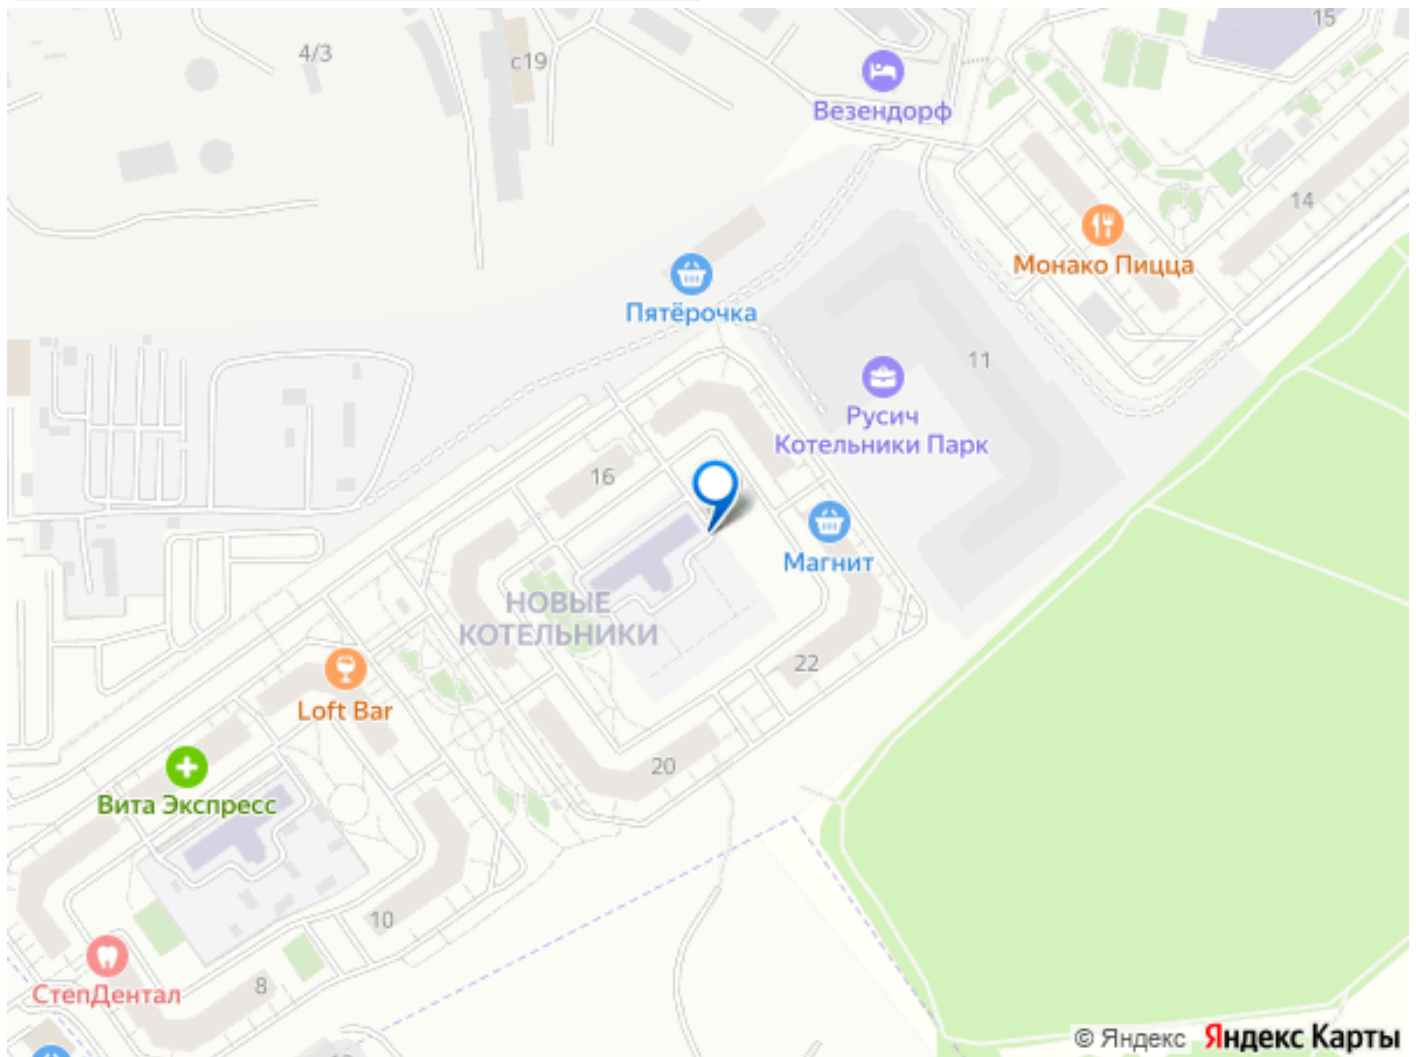 15
4/3
с19
Везендорф
14
Монако Пицца
Пятёрочка
11
Русич
Котельники Парк
16
Магнит
НОВЫЕ
КОТЕЛЬНИКИ
22
Loft Bar
20
Вита Экспресс
10
8
СтепДентал
© Яндекс Яндекс Карты